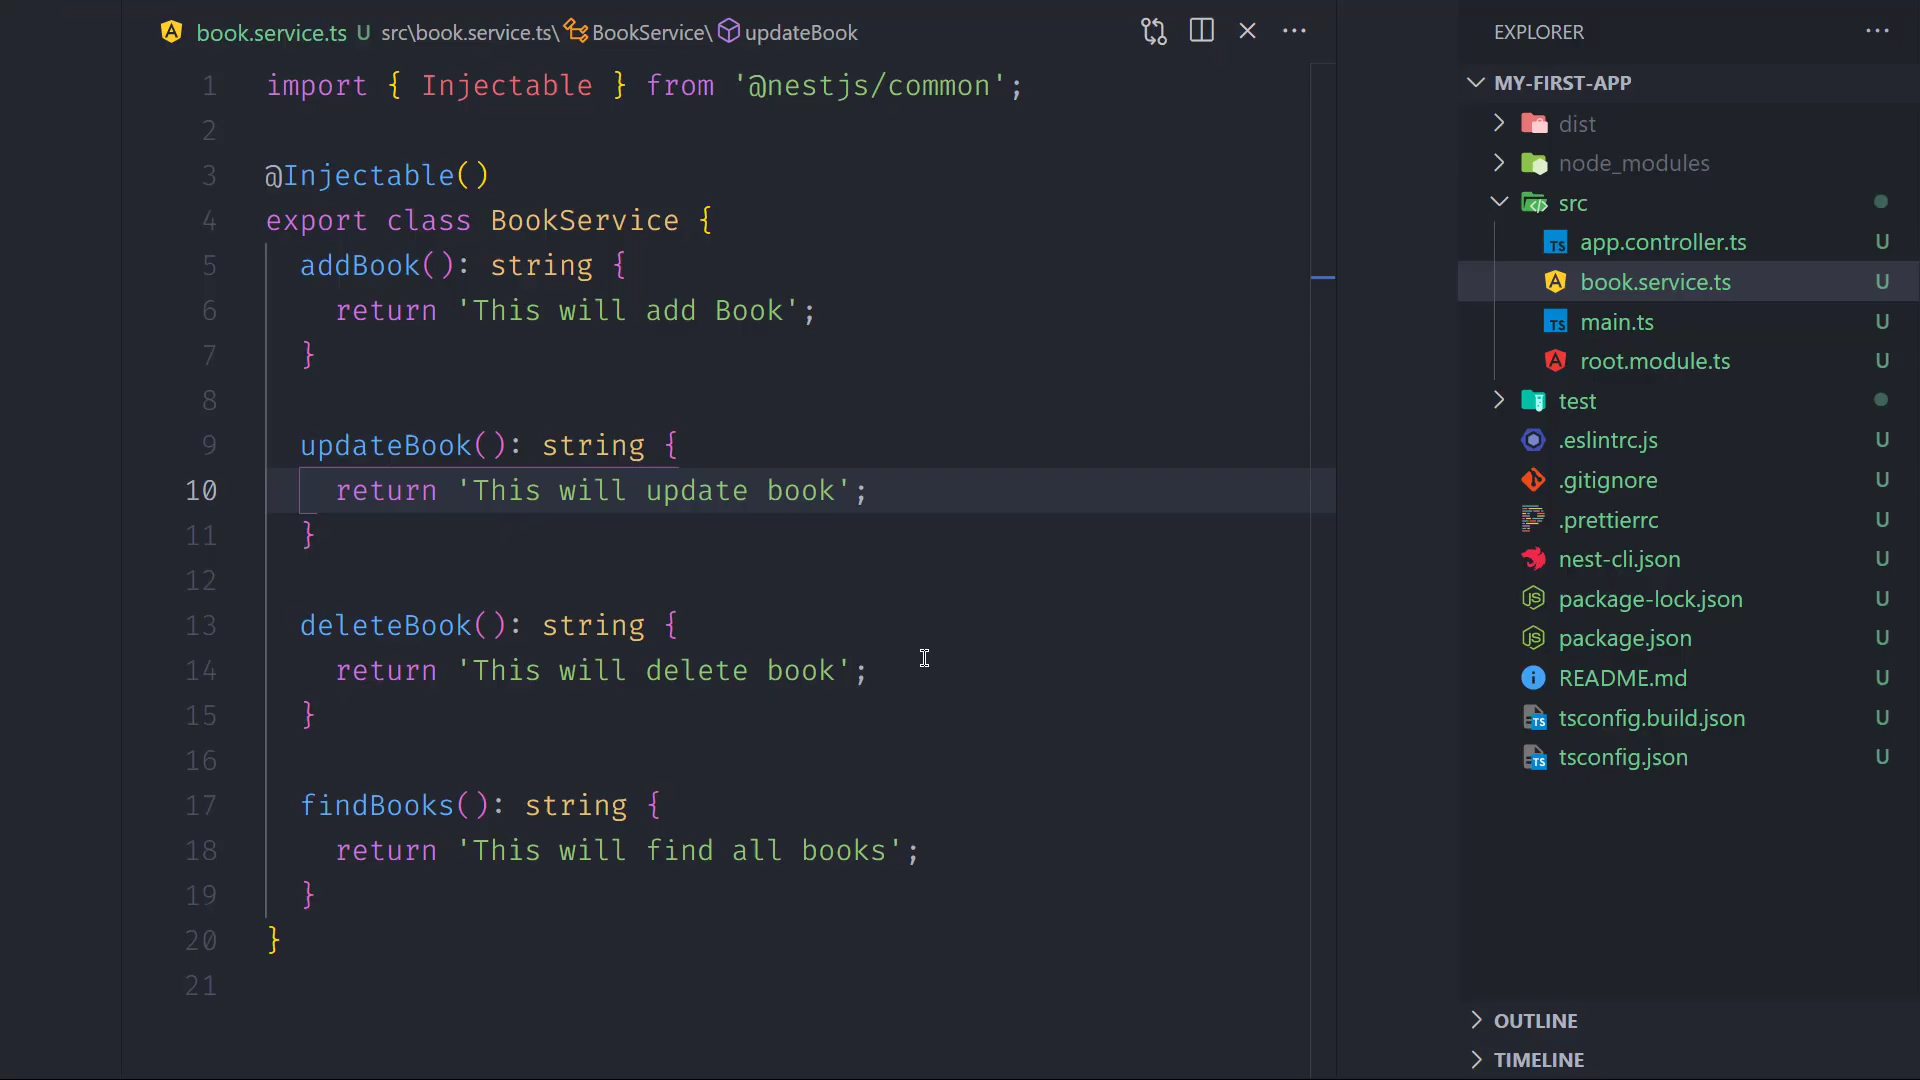 book.service.ts U src\book.service.ts\ BookService\ updateBook
1 import { Injectable } from '@nestjs/common';
2
3 @Injectable()
4 export class BookService {
5 addBook(): string {
6 return 'This will add Book';
7 }
8
9 updateBook(): string {
10 return 'This will update book';
11 }
12
13 deleteBook(): string {
14 return 'This will delete book';
15 }
16
17 findBooks(): string {
18 return 'This will find all books';
19 }
20 }
21
EXPLORER
MY-FIRST-APP
dist
node_modules
src
app.controller.ts U
book.service.ts U
main.ts U
root.module.ts U
test
.eslintrc.js U
.gitignore U
.prettierrc U
nest-cli.json U
package-lock.json U
package.json U
README.md U
tsconfig.build.json U
tsconfig.json U
OUTLINE
TIMELINE